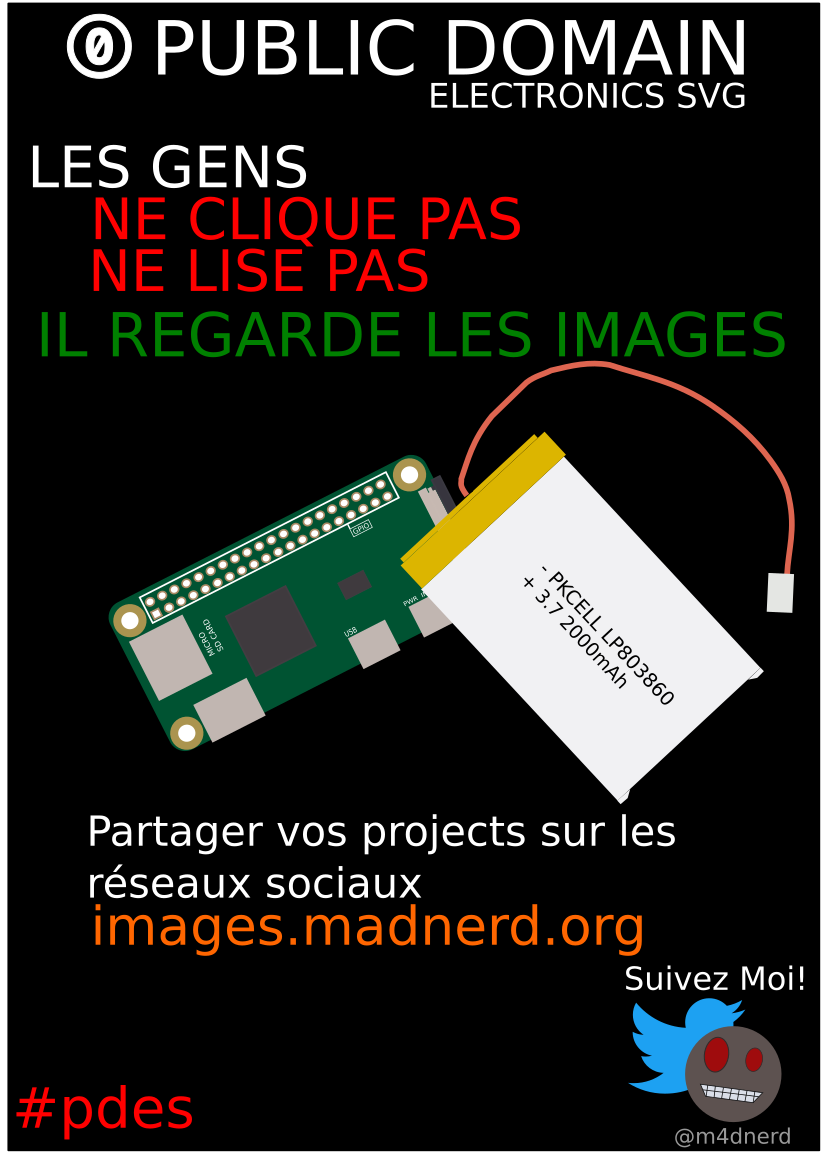 0 PUBLIC DOMAIN
ELECTRONICS SVG
LES GENS
NE CLIQUE PAS
NE LISE PAS
IL REGARDE LES IMAGES
GPIO
MICRO
SD CARD
USB
PWR
- PKCELL LP803860
+ 3.7 2000mAh
Partager vos projects sur les
réseaux sociaux
images.madnerd.org
Suivez Moi!
#pdes
@m4dnerd